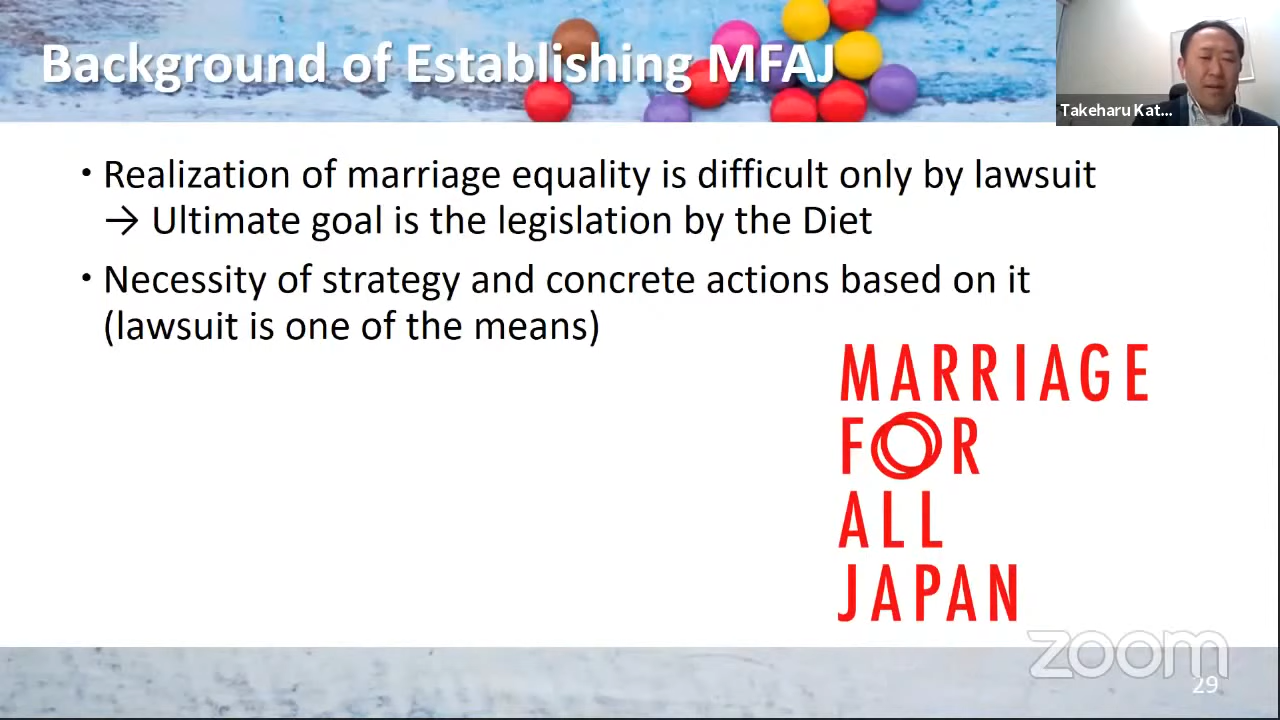 Background of Establishing MFAJ
Takeharu Kat...
• Realization of marriage equality is difficult only by lawsuit
→ Ultimate goal is the legislation by the Diet
• Necessity of strategy and concrete actions based on it
(lawsuit is one of the means)
MARRIAGE
FOR
ALL
JAPAN
zoom
29